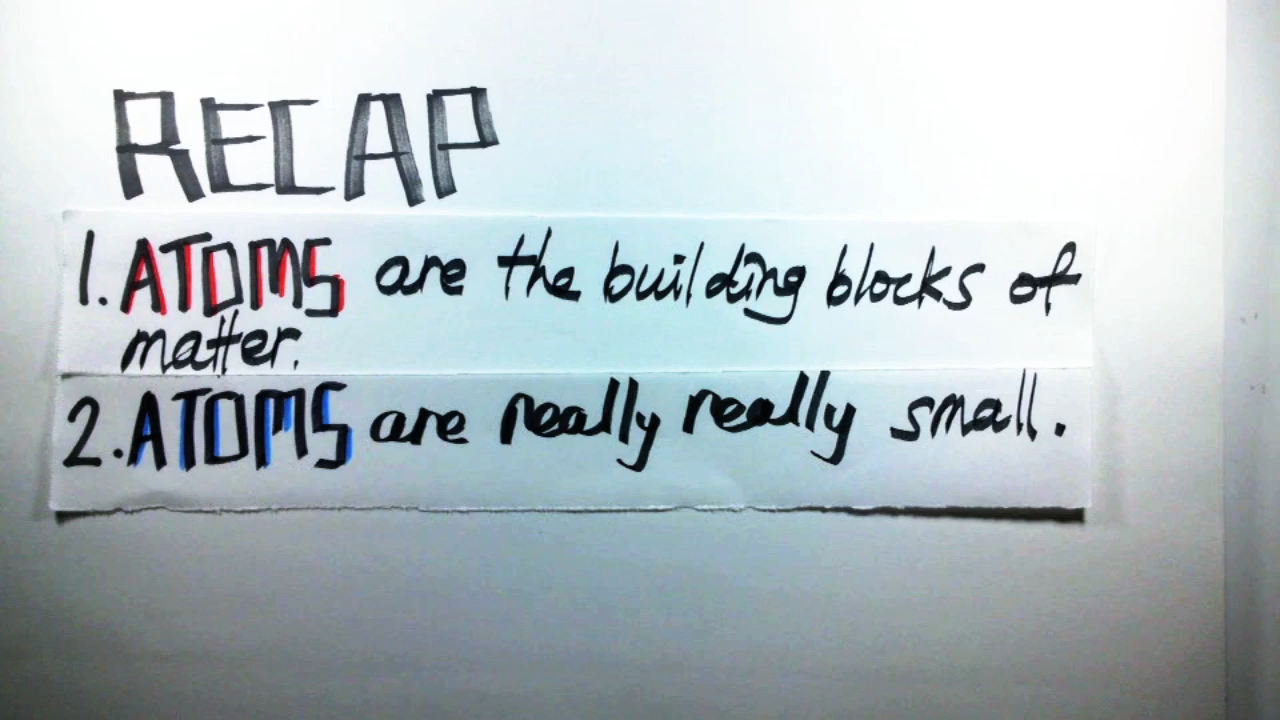 RECAP
1. ATOMS are the building blocks of
matter.
2. ATOMS are really really small.